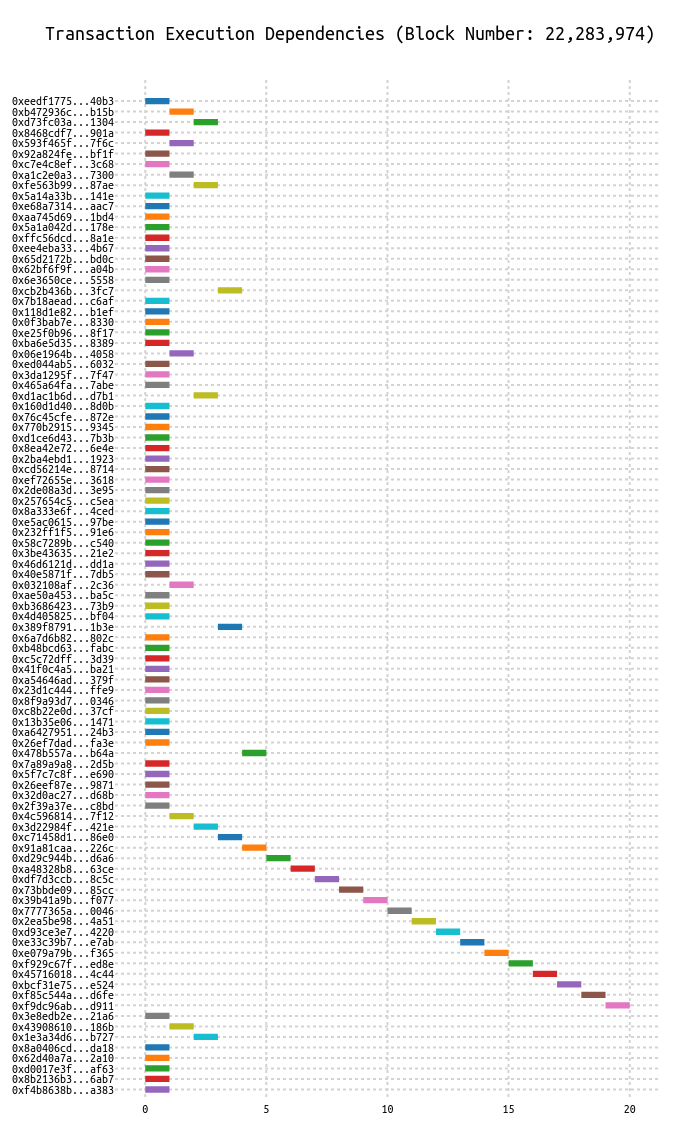 Transaction Execution Dependencies (Block Number: 22,283,974)
0xeedf1775...40b3
0xb472936c...b15b
0xd73fc03a...1304
0x8468cdf7...901a
0x593f465f...7f6c
0x92a824fe...bf1f
0xc7e4c8ef...3c68
0xa1c2e0a3...7300
0xfe563b99...87ae
0x5a14a33b...141e
0xe68a7314...aac7
0xaa745d69...1bd4
0x5a1a042d...178e
0xffc56dcd...8a1e
0xee4eba33...4b67
0x65d2172b...bd0c
0x62bf6f9f...a04b
0x6e3650ce...5558
0xcb2b436b...3fc7
0x7b18aead...c6af
0x118d1e82...b1ef
0x0f3bab7e...8330
0xe25f0b96...8f17
0xba6e5d35...8389
0x06e1964b...4058
0xed044ab5...6032
0x3da1295f...7f47
0x465a64fa...7abe
0xd1ac1b6d...d7b1
0x160d1d40...8d0b
0x76c45cfe...872e
0x770b2915...9345
0xd1ce6d43...7b3b
0x8ea42e72...6e4e
0x2ba4ebd1...1923
0xcd56214e...8714
0xef72655e...3618
0x2de08a3d...3e95
0x257654c5...c5ea
0x8a333e6f...4ced
0xe5ac0615...97be
0x232ff1f5...91e6
0x58c7289b...c540
0x3be43635...21e2
0x46d6121d...dd1a
0x40e5871f...7db5
0x032108af...2c36
0xae50a453...ba5c
0xb3686423...73b9
0x4d405825...bf04
0x389f8791...1b3e
0x6a7d6b82...802c
0xb48bcd63...fabc
0xc5c72dff...3d39
0x41f0c4a5...ba21
0xa54646ad...379f
0x23d1c444...ffe9
0x8f9a93d7...0346
0xc8b22e0d...37cf
0x13b35e06...1471
0xa6427951...24b3
0x26ef7dad...fa3e
0x478b557a...b64a
0x7a89a9a8...2d5b
0x5f7c7c8f...e690
0x26eef87e...9871
0x32d0ac27...d68b
0x2f39a37e...c8bd
0x4c596814...7f12
0x3d22984f...421e
0xc71458d1...86e0
0x91a81caa...226c
0xd29c944b...d6a6
0xa48328b8...63ce
0xdf7d3ccb...8c5c
0x73bbde09...85cc
0x39b41a9b...f077
0x7777365a...0046
0x2ea5be98...4a51
0xd93ce3e7...4220
0xe33c39b7...e7ab
0xe079a79b...f365
0xf929c67f...ed8e
0x45716018...4c44
0xbcf31e75...e524
0xf85c544a...d6fe
0xf9dc96ab...d911
0x3e8edb2e...21a6
0x43908610...186b
0x1e3a34d6...b727
0x8a0406cd...da18
0x62d40a7a...2a10
0xd0017e3f...af63
0x8b2136b3...6ab7
0xf4b8638b...a383
0 5 10 15 20